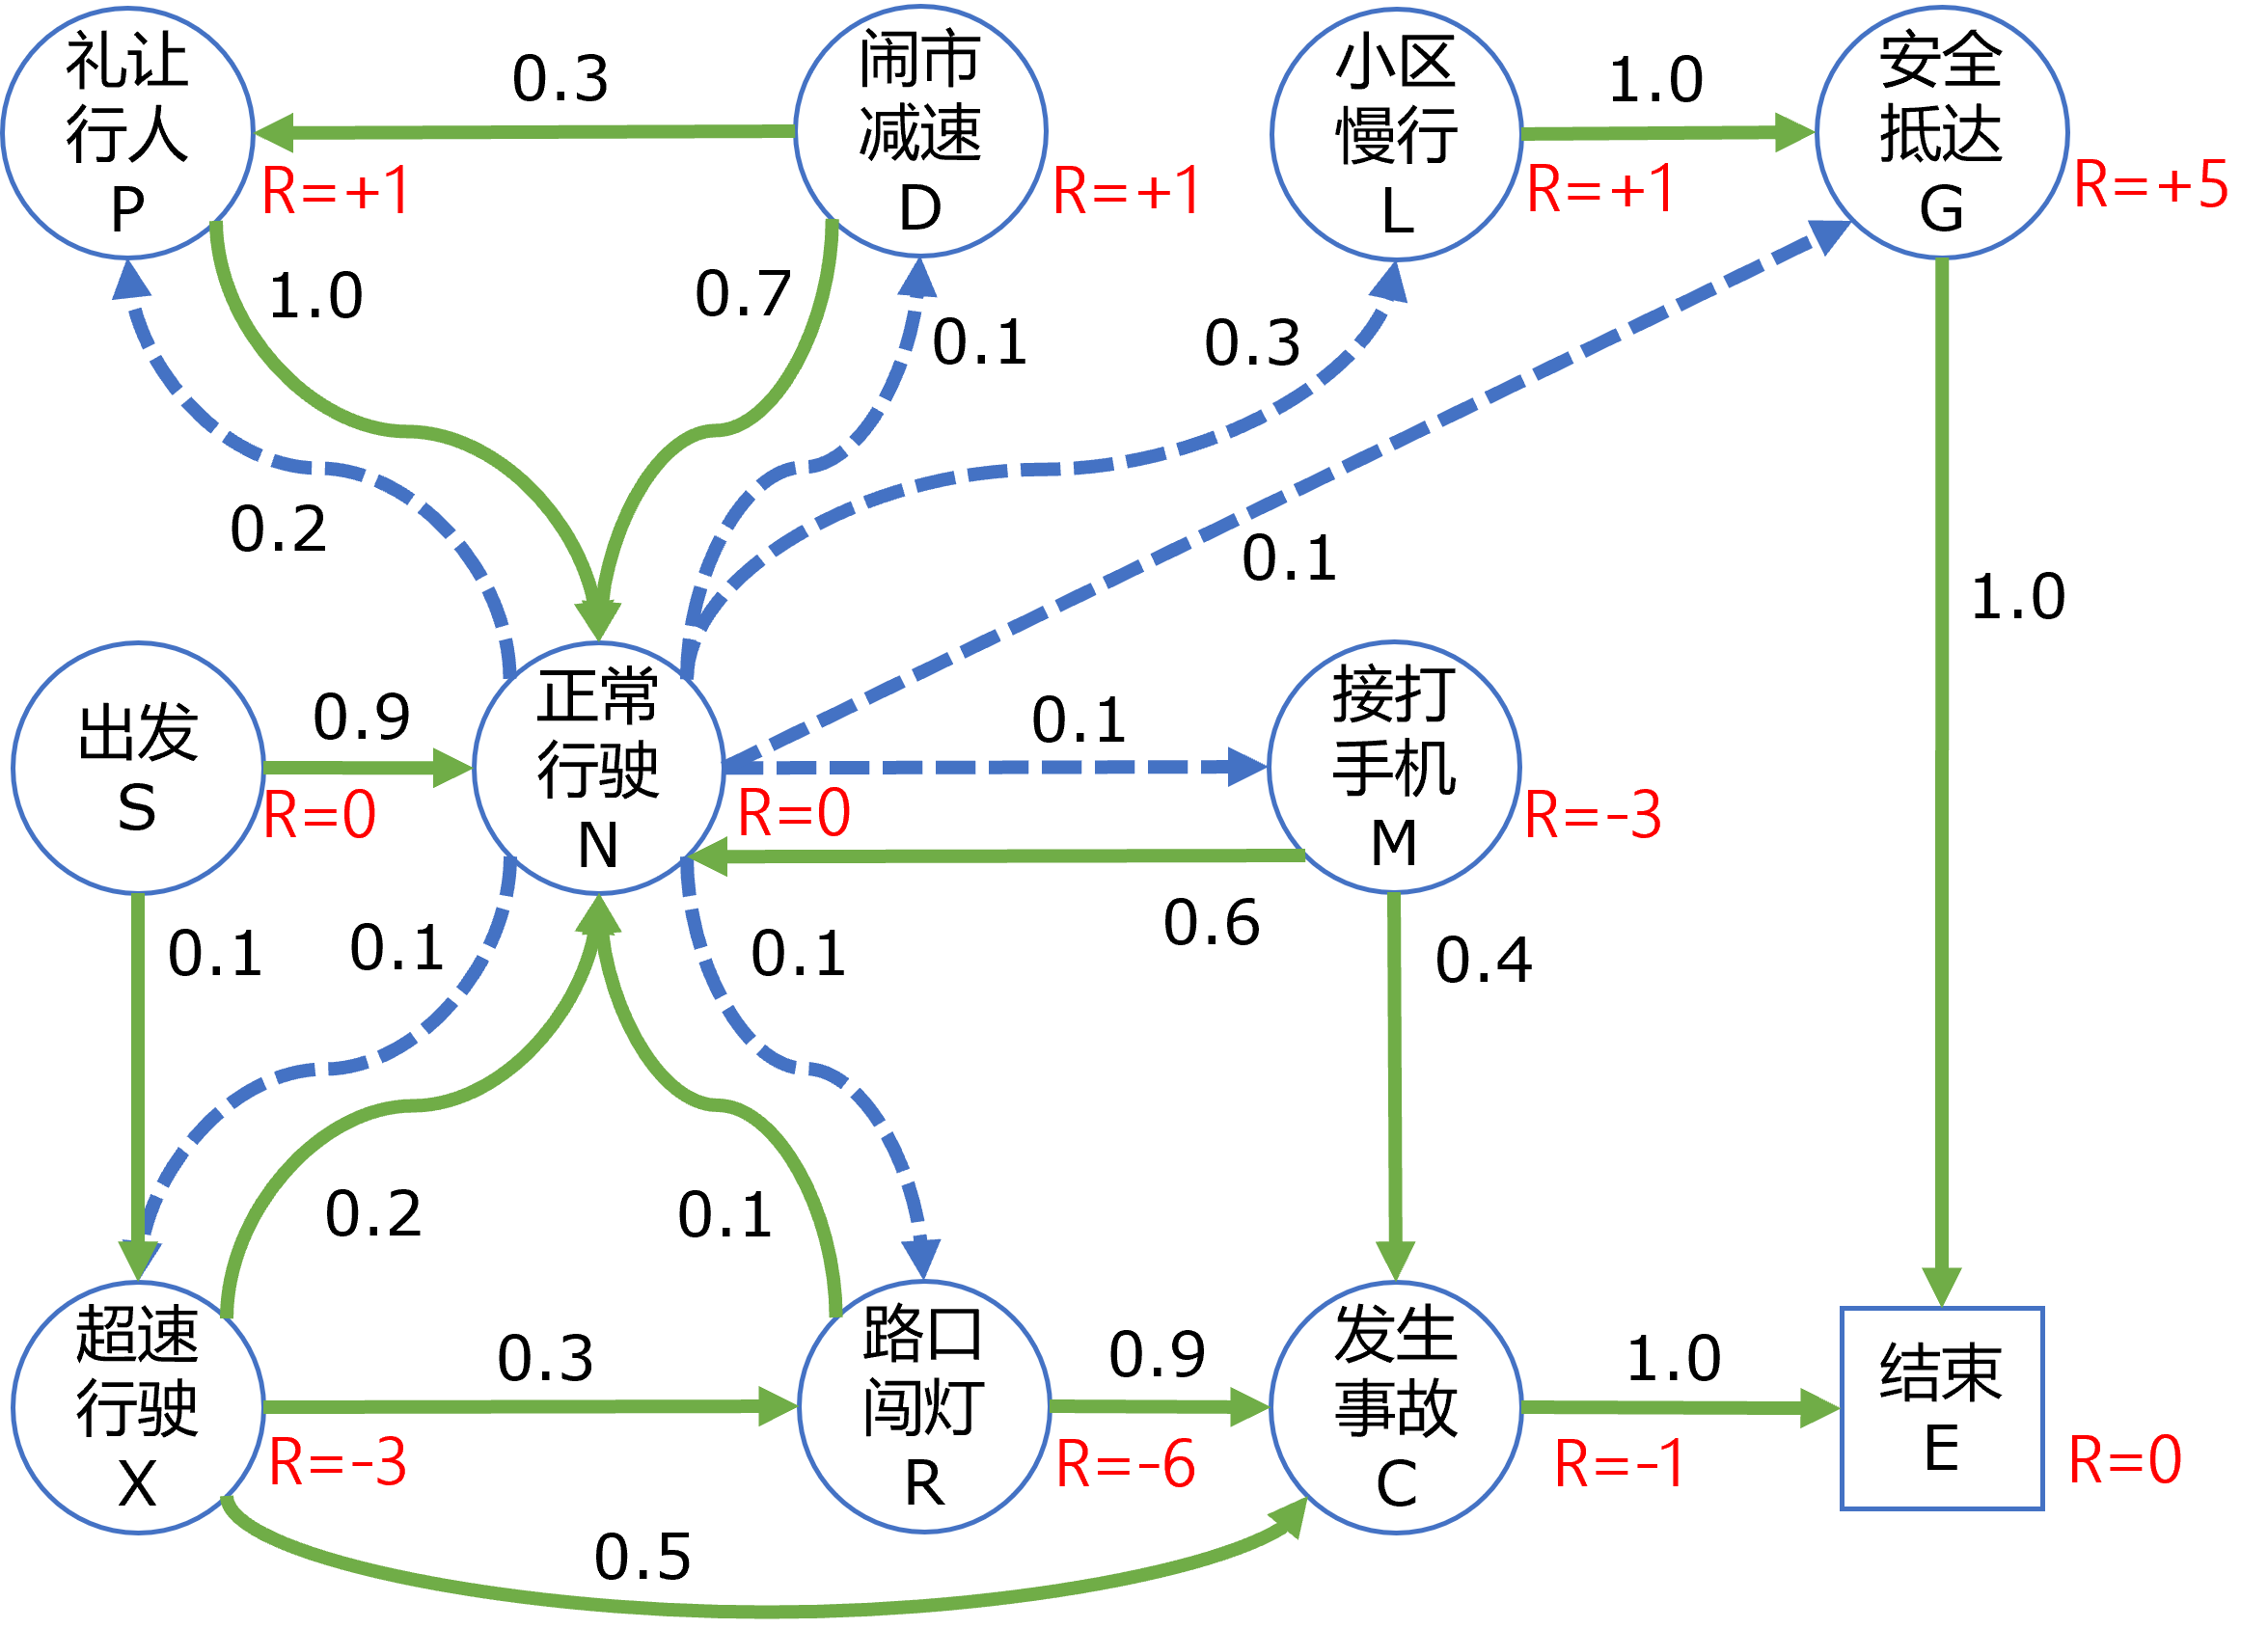 礼让
行人
P
R=+1
0.3
闹市
减速
D
R=+1
小区
慢行
L
R=+1
1.0
安全
抵达
G
R=+5
1.0
0.7
0.1
0.3
0.2
0.1
1.0
出发
S
R=0
0.9
正常
行驶
N
R=0
0.1
接打
手机
M
R=-3
0.6
0.4
0.1
0.1
0.1
0.2
0.1
超速
行驶
X
R=-3
0.3
路口
闯灯
R
R=-6
0.9
发生
事故
C
R=-1
1.0
结束
E
R=0
0.5